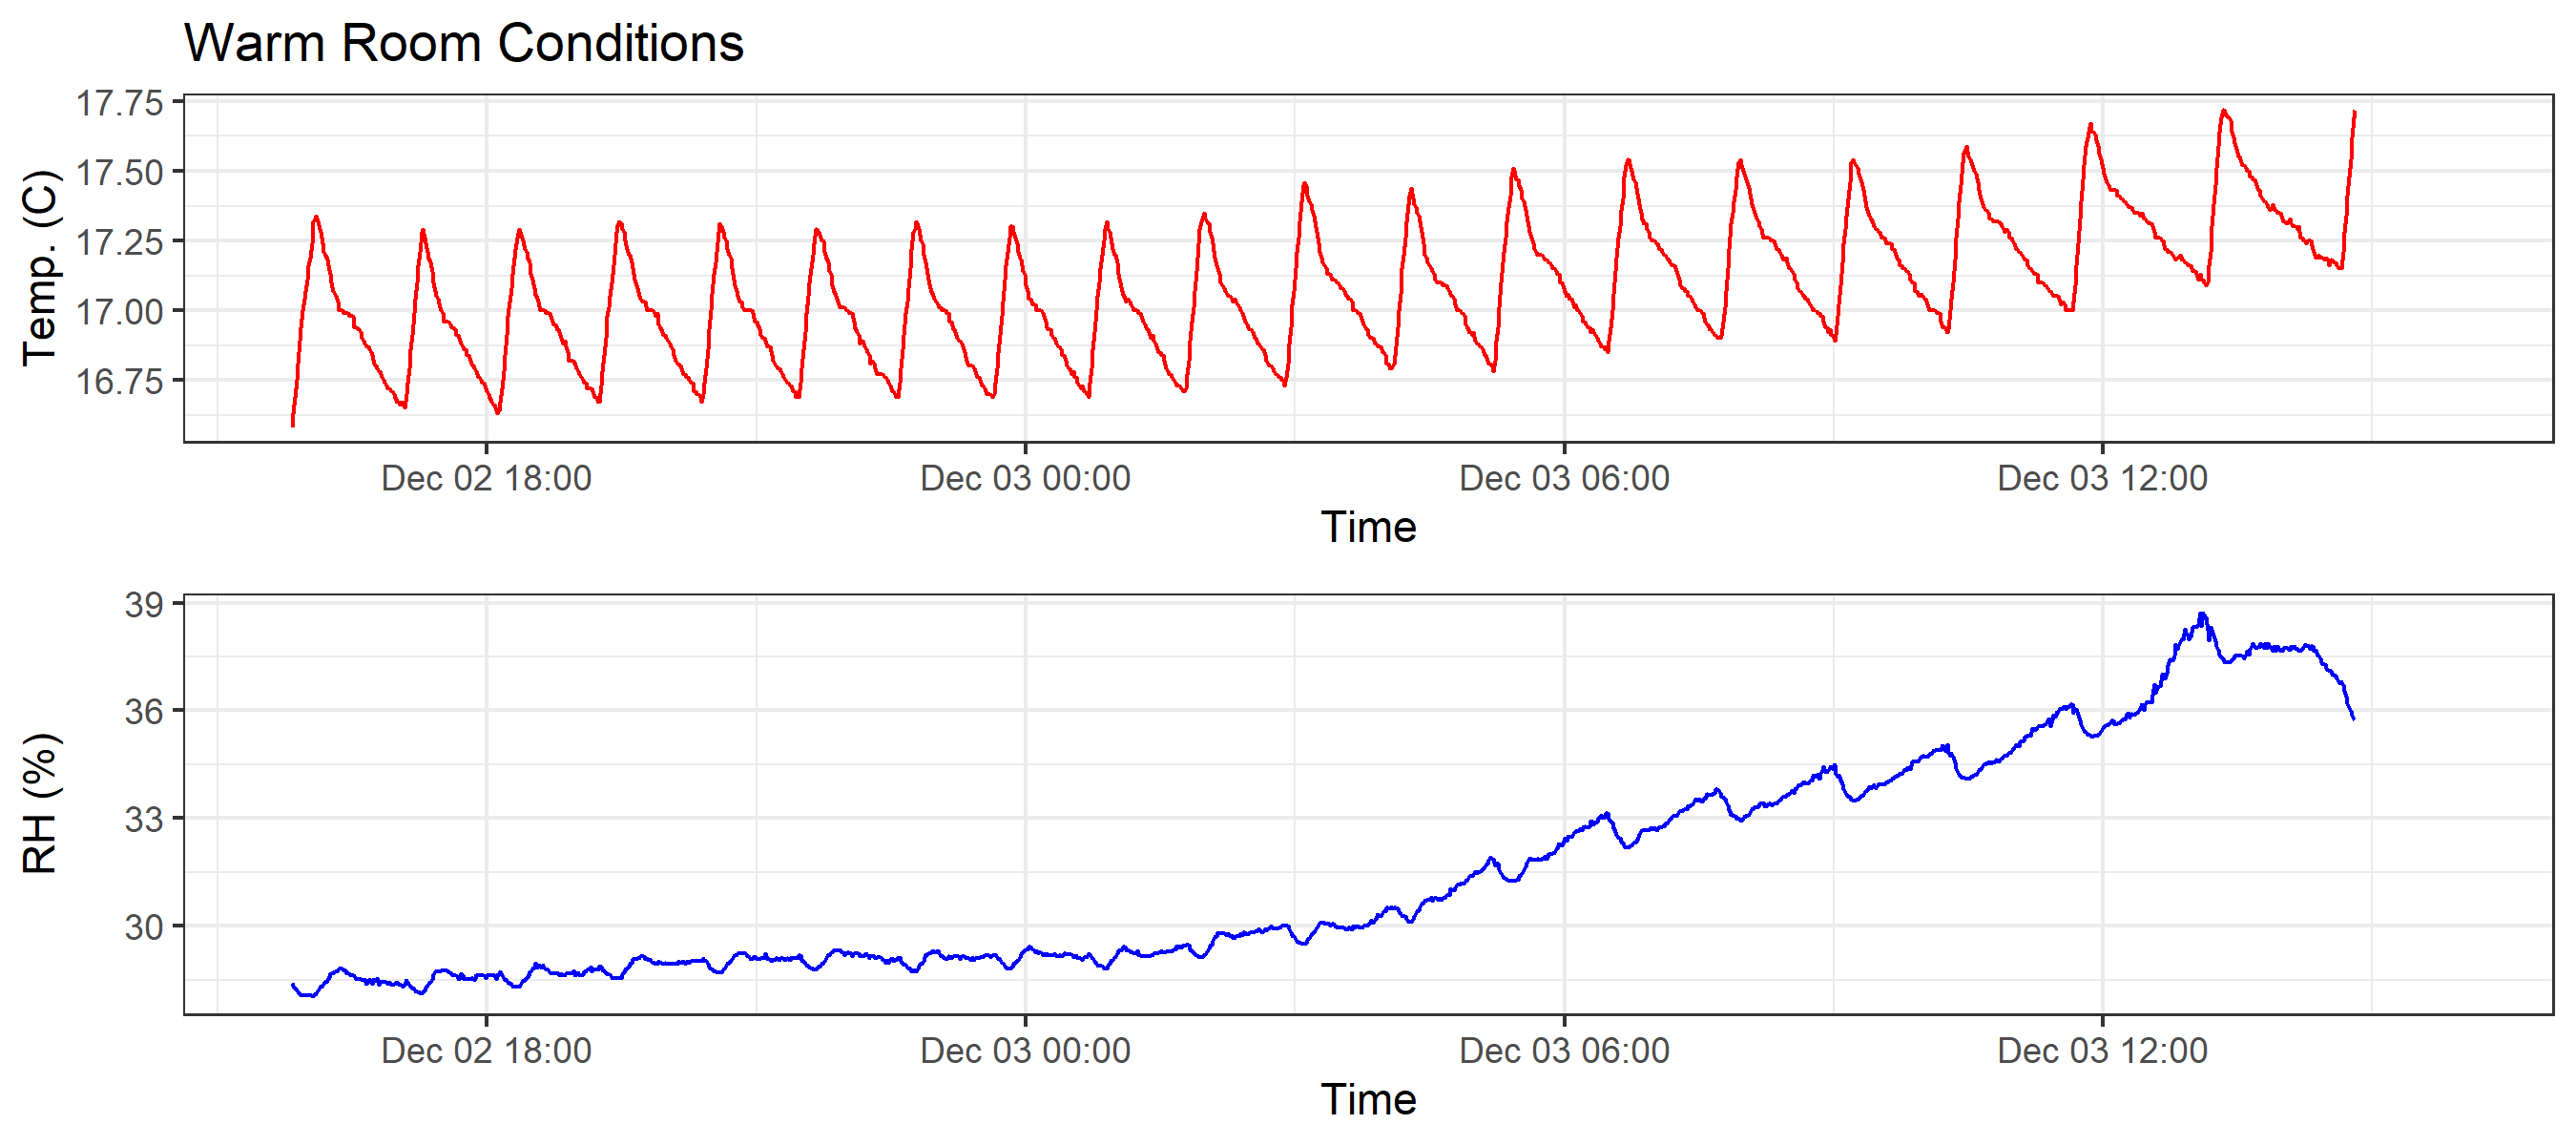 Warm Room Conditions
17.75
17.50
17.25
17.00
16.75
Temp. (C)
Dec 02 18:00 Dec 03 00:00 Dec 03 06:00 Dec 03 12:00
Time
39
36
33
30
RH (%)
Dec 02 18:00 Dec 03 00:00 Dec 03 06:00 Dec 03 12:00
Time